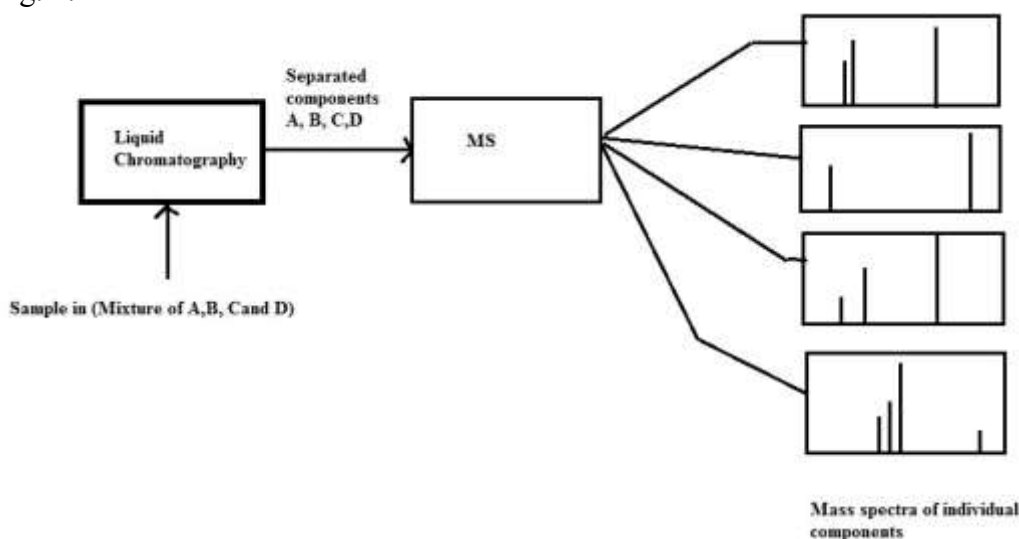 Separated
components
A, B, C,D
Liquid
Chromatography
MS
Sample in (Mixture of A,B, Cand D)
Mass spectra of individual
components